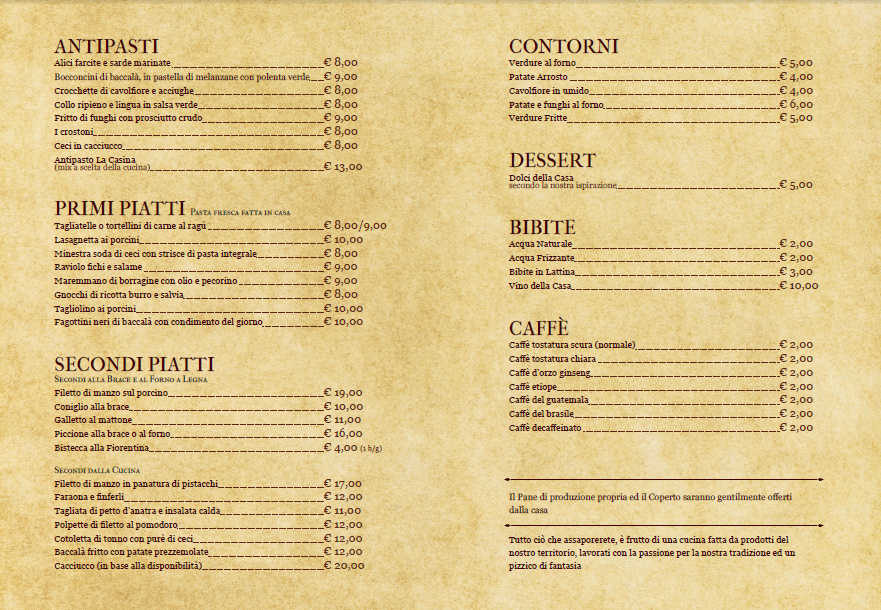 ANTIPASTI
Alici farcite e sarde marinate € 8,00
Bocconcini di baccalà, in pastella di melanzane con polenta verde € 9,00
Crocchette di cavolfiore e acciughe € 8,00
Collo ripieno e lingua in salsa verde € 8,00
Fritto di funghi con prosciutto crudo € 9,00
I crostoni € 8,00
Ceci in cacciucco € 8,00
Antipasto La Casina
(mix a scelta della cucina) € 13,00
PRIMI PIATTI PASTA FRESCA FATTA IN CASA
Tagliatelle o tortellini di carne al ragù € 8,00/9,00
Lasagnetta ai porcini € 10,00
Minestra soda di ceci con strisce di pasta integrale € 8,00
Raviolo fichi e salame € 9,00
Maremmano di borragine con olio e pecorino € 9,00
Gnocchi di ricotta burro e salvia € 8,00
Tagliolino ai porcini € 10,00
Fagottini neri di baccalà con condimento del giorno € 10,00
SECONDI PIATTI
SECONDI ALLA BRACE E AL FORNO A LEGNA
Filetto di manzo sul porcino € 19,00
Coniglio alla brace € 10,00
Galletto al mattone € 11,00
Piccione alla brace o al forno € 16,00
Bistecca alla Fiorentina € 4,00 (1 h/g)
SECONDI DALLA CUCINA
Filetto di manzo in panatura di pistacchi € 17,00
Faraona e finferli € 12,00
Tagliata di petto d'anatra e insalata calda € 11,00
Polpette di filetto al pomodoro € 12,00
Cotoletta di tonno con purè di ceci € 12,00
Baccalà fritto con patate prezzemolate € 12,00
Cacciucco (in base alla disponibilità) € 20,00
CONTORNI
Verdure al forno € 5,00
Patate Arrosto € 4,00
Cavolfiore in umido € 4,00
Patate e funghi al forno € 6,00
Verdure Fritte € 5,00
DESSERT
Dolci della Casa
secondo la nostra ispirazione € 5,00
BIBITE
Acqua Naturale € 2,00
Acqua Frizzante € 2,00
Bibite in Lattina € 3,00
Vino della Casa € 10,00
CAFFÈ
Caffè tostatura scura (normale) € 2,00
Caffè tostatura chiara € 2,00
Caffè d'orzo ginseng € 2,00
Caffè etiope € 2,00
Caffè del guatemala € 2,00
Caffè del brasile € 2,00
Caffè decaffeinato € 2,00
Il Pane di produzione propria ed il Coperto saranno gentilmente offerti
dalla casa
Tutto ciò che assaporerete, è frutto di una cucina fatta da prodotti del
nostro territorio, lavorati con la passione per la nostra tradizione ed un
pizzico di fantasia